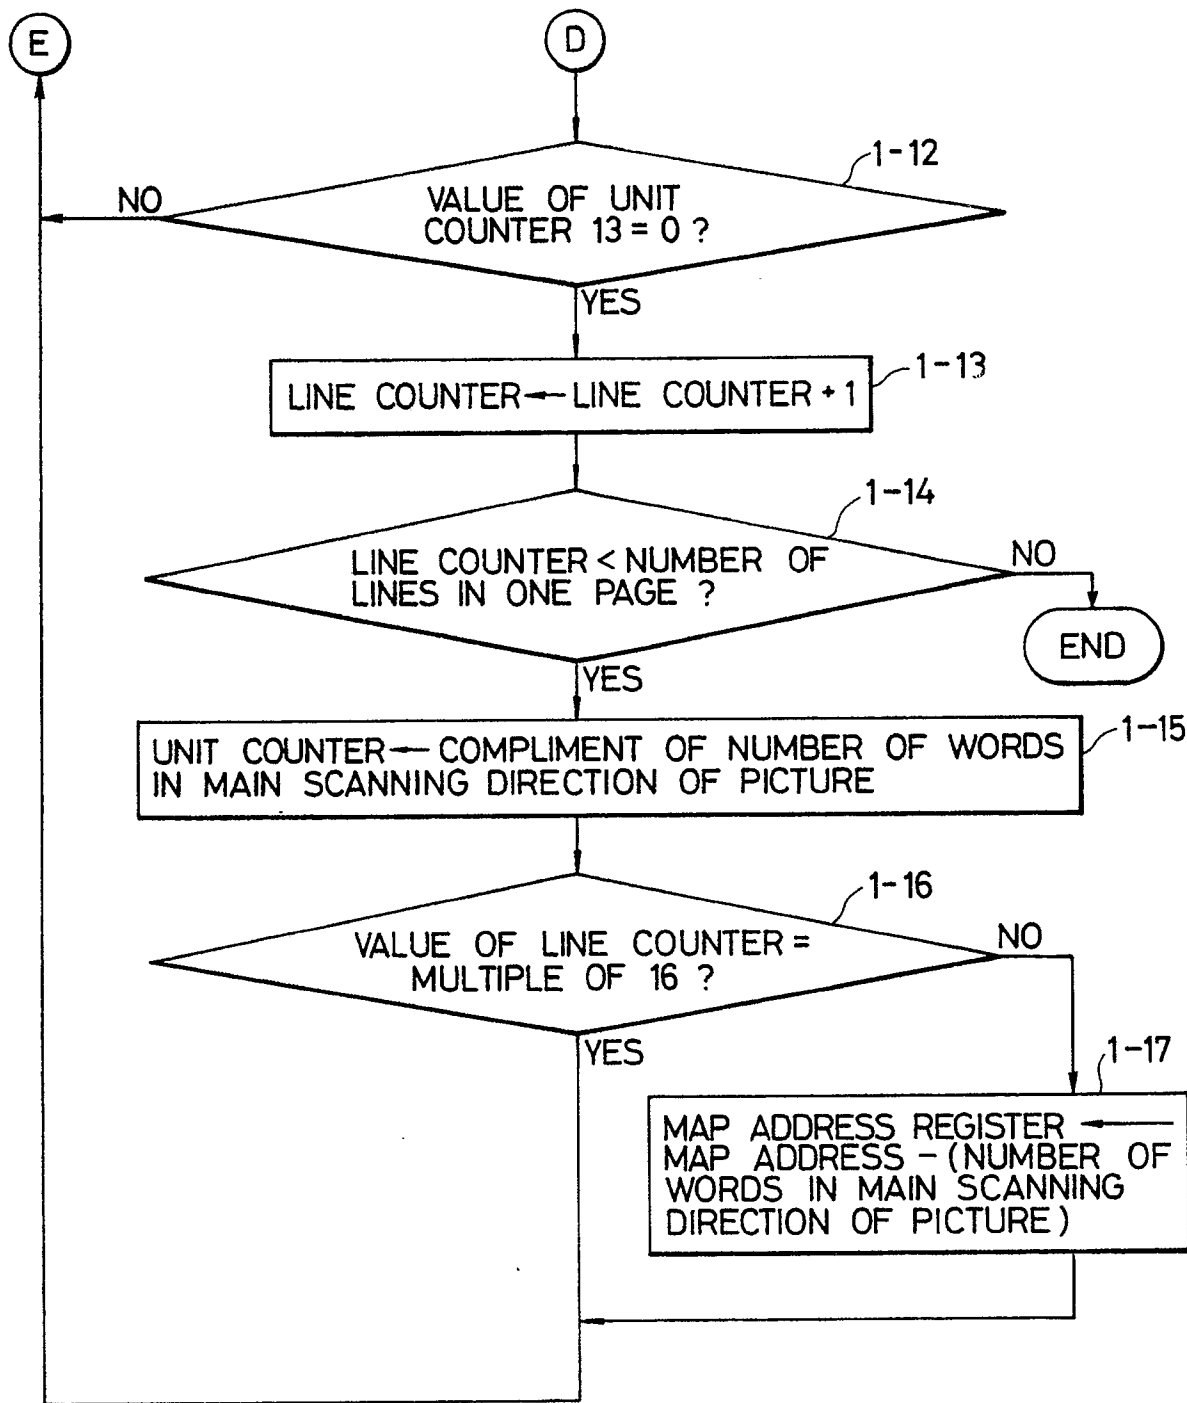 E
D
1-12
NO
VALUE OF UNIT
COUNTER 13 = 0 ?
YES
1-13
LINE COUNTER ← LINE COUNTER + 1
1-14
LINE COUNTER < NUMBER OF
LINES IN ONE PAGE ?
NO
END
YES
1-15
UNIT COUNTER ← COMPLIMENT OF NUMBER OF WORDS
IN MAIN SCANNING DIRECTION OF PICTURE
1-16
VALUE OF LINE COUNTER =
MULTIPLE OF 16 ?
NO
YES
1-17
MAP ADDRESS REGISTER ←
MAP ADDRESS - (NUMBER OF
WORDS IN MAIN SCANNING
DIRECTION OF PICTURE)